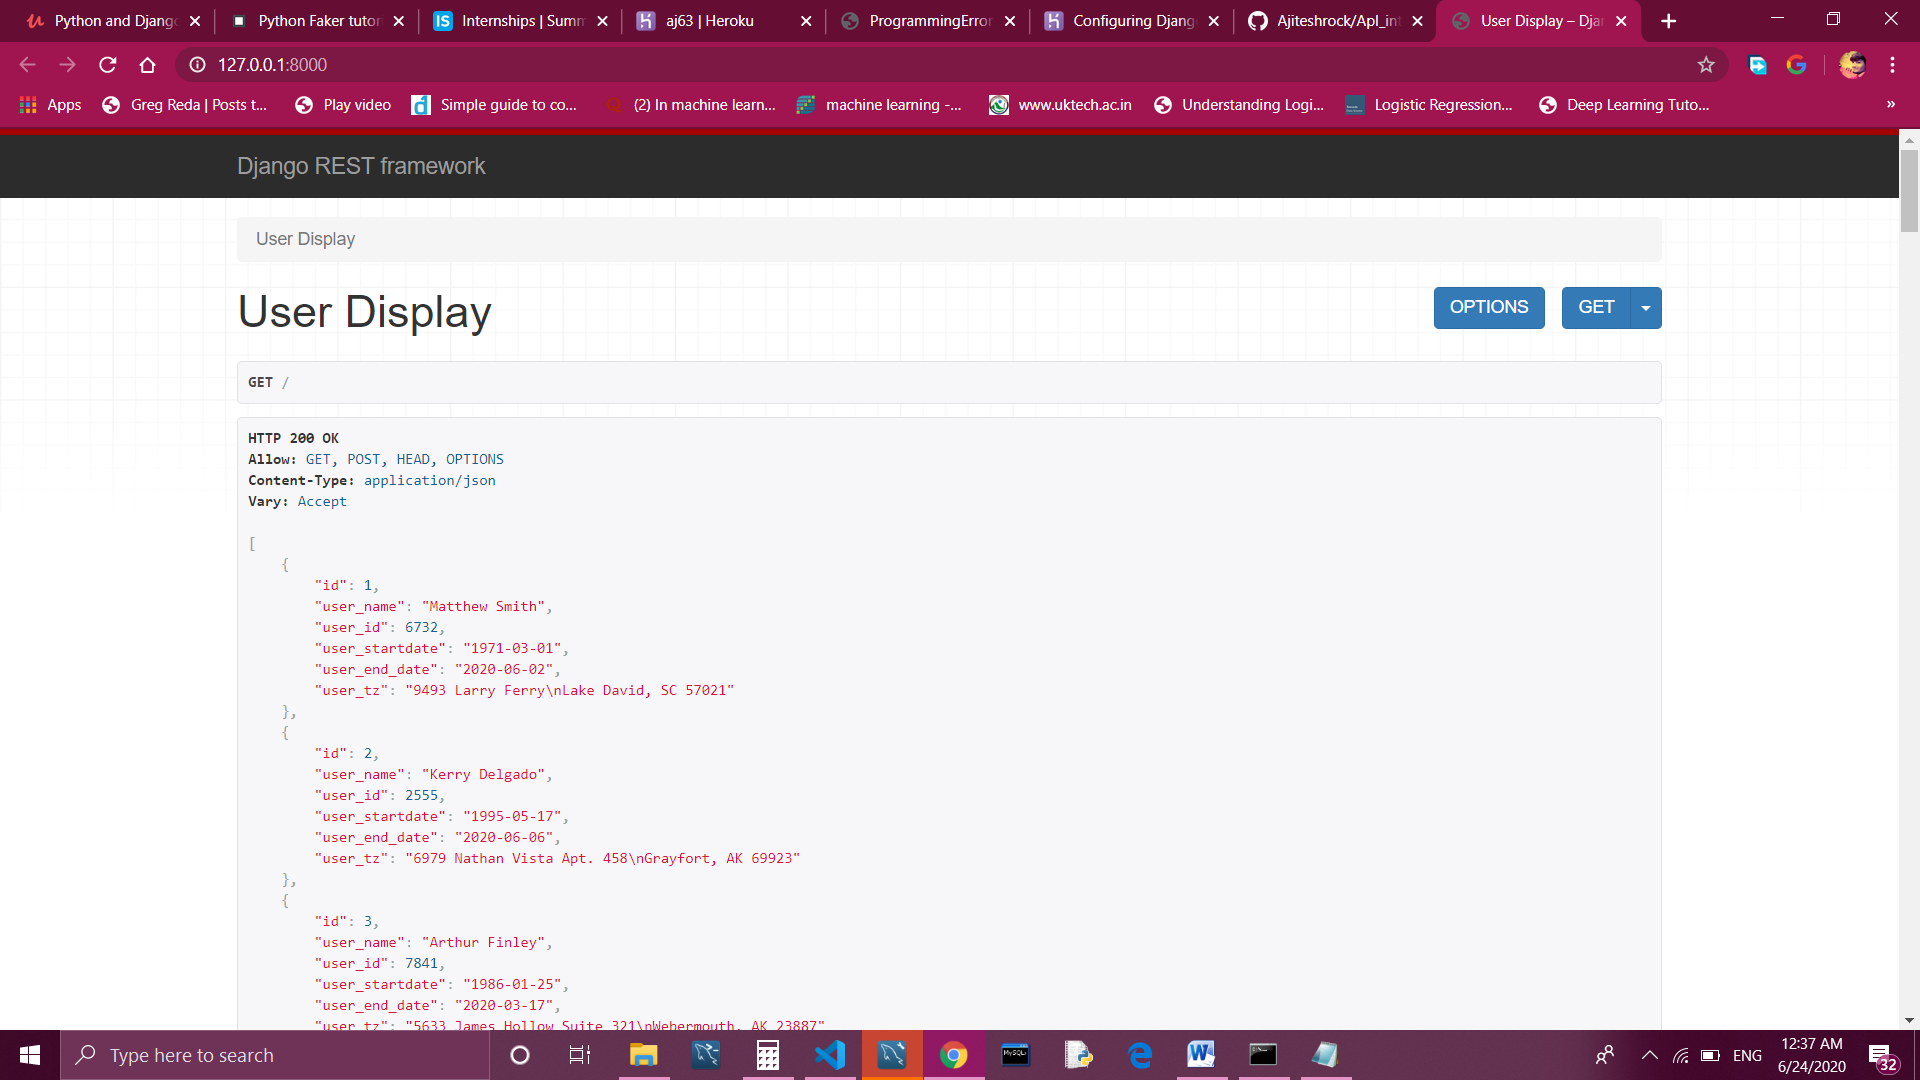 Python and Django
Python Faker tutor
IS Internships | Summ
aj63 | Heroku
ProgrammingError
Configuring Djang
Ajiteshrock/ApI_int
User Display – Djan
127.0.0.1:8000
Apps
Greg Reda | Posts t...
Play video
Simple guide to co...
(2) In machine learn...
machine learning -...
www.uktech.ac.in
Understanding Logi...
Logistic Regression...
Deep Learning Tuto...
»
Django REST framework
User Display
User Display
OPTIONS
GET
GET /
HTTP 200 OK
Allow: GET, POST, HEAD, OPTIONS
Content-Type: application/json
Vary: Accept
[
{
"id": 1,
"user_name": "Matthew Smith",
"user_id": 6732,
"user_startdate": "1971-03-01",
"user_end_date": "2020-06-02",
"user_tz": "9493 Larry Ferry\nLake David, SC 57021"
},
{
"id": 2,
"user_name": "Kerry Delgado",
"user_id": 2555,
"user_startdate": "1995-05-17",
"user_end_date": "2020-06-06",
"user_tz": "6979 Nathan Vista Apt. 458\nGrayfort, AK 69923"
},
{
"id": 3,
"user_name": "Arthur Finley",
"user_id": 7841,
"user_startdate": "1986-01-25",
"user_end_date": "2020-03-17",
"user_tz": "5633 James Hollow Suite 321\nWebermouth, AK 23887"
Type here to search
MySQL
ENG
12:37 AM
6/24/2020
32